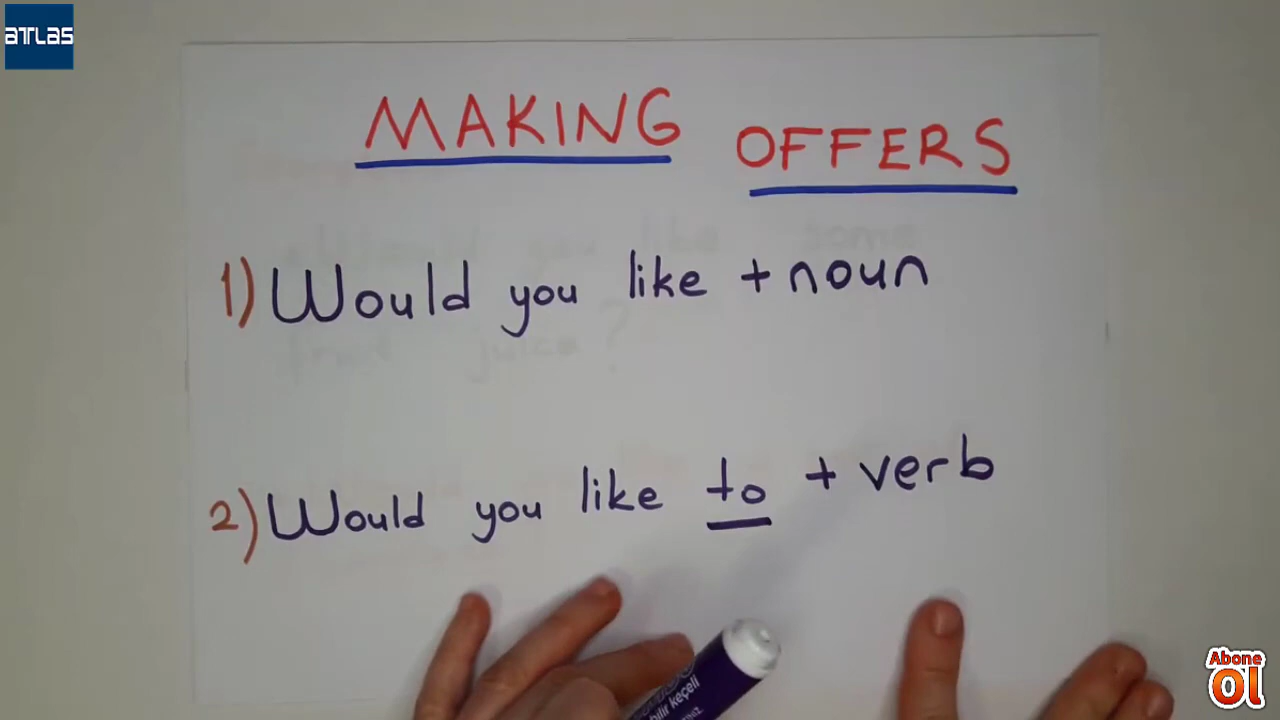 ATLAS
MAKING OFFERS
1) Would you like + noun
2) Would you like to + verb
Abone
Ol